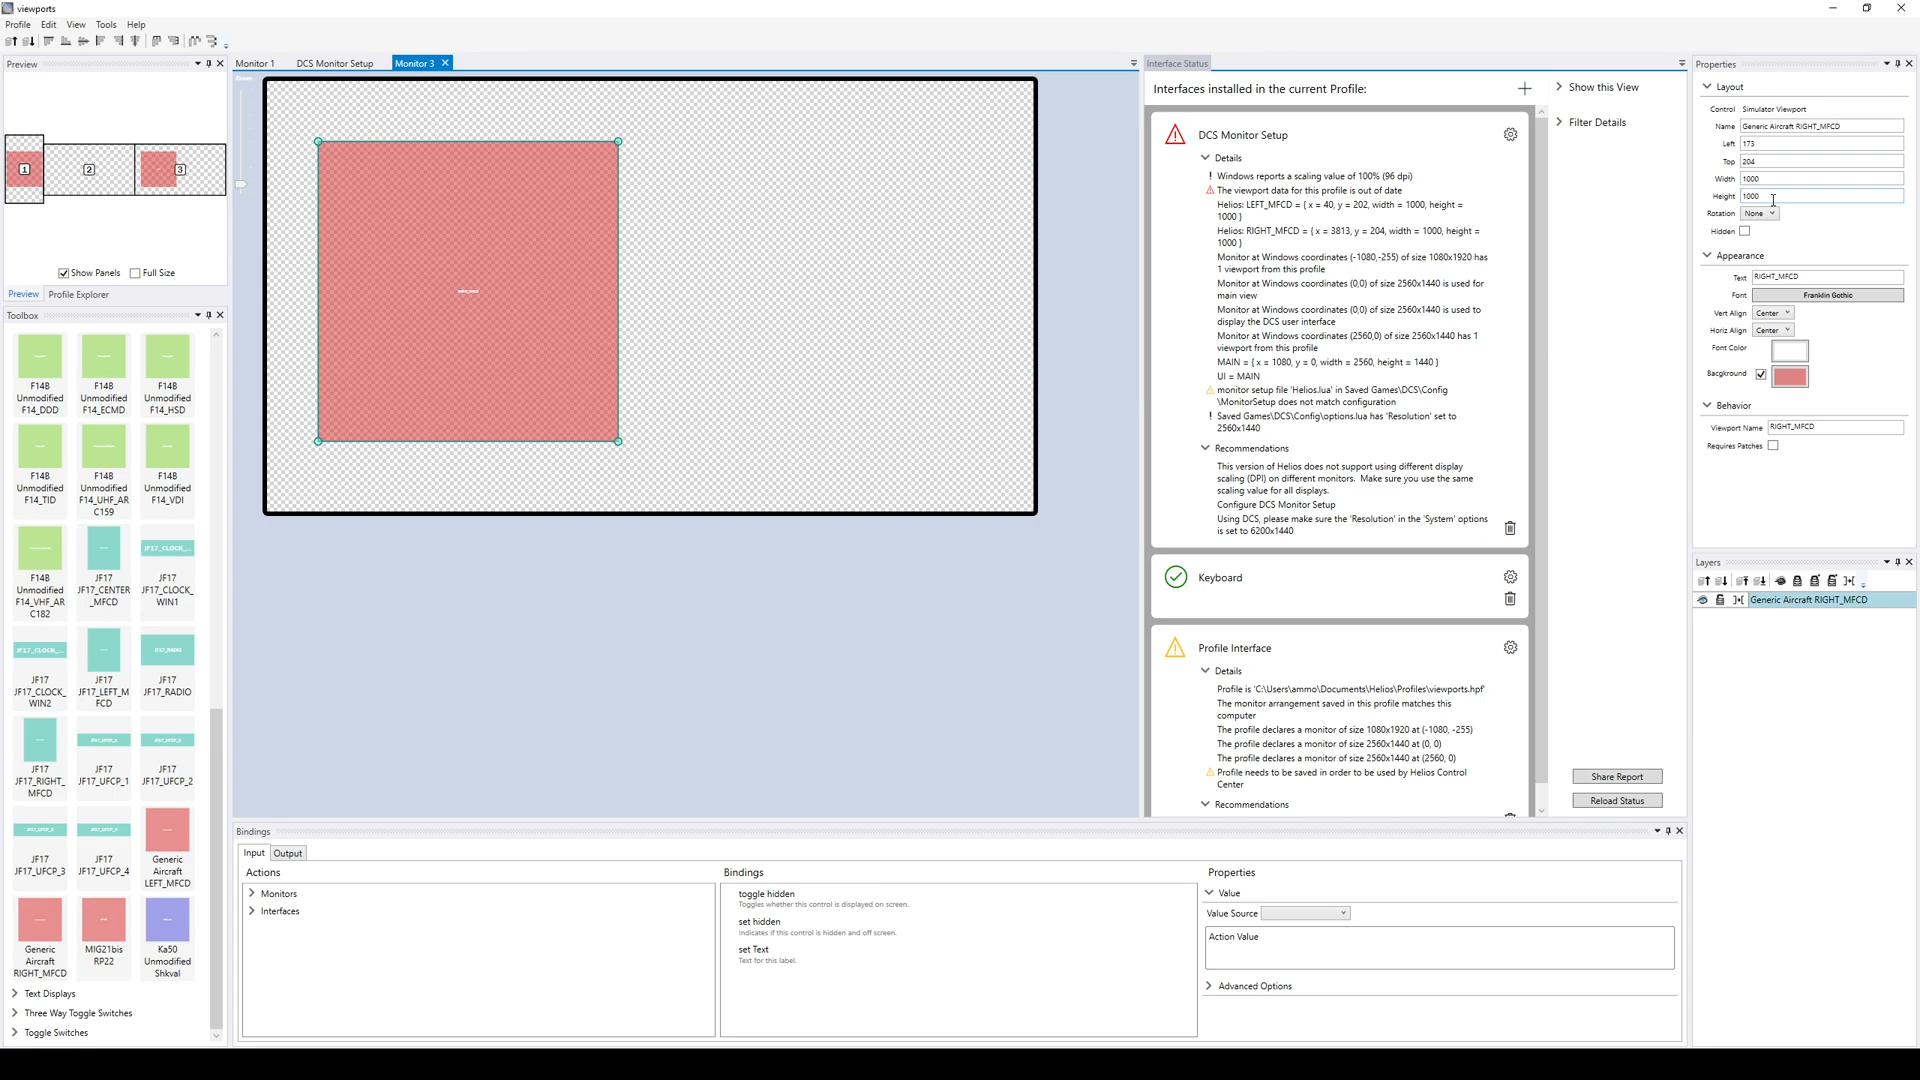 viewports
Profile Edit View Tools Help
Preview
1
2
3
Show Panels Full Size
Preview Profile Explorer
Toolbox
F14B Unmodified F14_DDD
F14B Unmodified F14_ECMD
F14B Unmodified F14_HSD
F14B Unmodified F14_TID
F14B Unmodified F14_UHF_ARC159
F14B Unmodified F14_VDI
F14B Unmodified F14_VHF_ARC182
JF17 JF17_CENTER_MFCD
JF17_CLOCK_...
JF17 JF17_CLOCK_WIN1
JF17_CLOCK_...
JF17 JF17_CLOCK_WIN2
JF17 JF17_LEFT_MFCD
JF17_RADIO
JF17 JF17_RADIO
JF17 JF17_RIGHT_MFCD
JF17 JF17_UFCP_1
JF17 JF17_UFCP_2
JF17 JF17_UFCP_3
JF17 JF17_UFCP_4
Generic Aircraft LEFT_MFCD
Generic Aircraft RIGHT_MFCD
MIG21bis RP22
Ka50 Unmodified Shkval
Text Displays
Three Way Toggle Switches
Toggle Switches
Monitor 1 DCS Monitor Setup Monitor 3
Interface Status
Interfaces installed in the current Profile:
DCS Monitor Setup
Details
! Windows reports a scaling value of 100% (96 dpi)
The viewport data for this profile is out of date
Helios: LEFT_MFCD = { x = 40, y = 202, width = 1000, height =
1000 }
Helios: RIGHT_MFCD = { x = 3813, y = 204, width = 1000, height =
1000 }
Monitor at Windows coordinates (-1080,-255) of size 1080x1920 has
1 viewport from this profile
Monitor at Windows coordinates (0,0) of size 2560x1440 is used for
main view
Monitor at Windows coordinates (0,0) of size 2560x1440 is used to
display the DCS user interface
Monitor at Windows coordinates (2560,0) of size 2560x1440 has 1
viewport from this profile
MAIN = { x = 1080, y = 0, width = 2560, height = 1440 }
UI = MAIN
monitor setup file 'Helios.lua' in Saved Games\DCS\Config
\MonitorSetup does not match configuration
! Saved Games\DCS\Config\options.lua has 'Resolution' set to
2560x1440
Recommendations
This version of Helios does not support using different display
scaling (DPI) on different monitors. Make sure you use the same
scaling value for all displays.
Configure DCS Monitor Setup
Using DCS, please make sure the 'Resolution' in the 'System' options
is set to 6200x1440
Keyboard
Profile Interface
Details
Profile is 'C:\Users\ammo\Documents\Helios\Profiles\viewports.hpf'
The monitor arrangement saved in this profile matches this
computer
The profile declares a monitor of size 1080x1920 at (-1080, -255)
The profile declares a monitor of size 2560x1440 at (0, 0)
The profile declares a monitor of size 2560x1440 at (2560, 0)
Profile needs to be saved in order to be used by Helios Control
Center
Recommendations
Show this View
Filter Details
Share Report
Reload Status
Bindings
Input Output
Actions
Monitors
Interfaces
Bindings
toggle hidden
Toggles whether this control is displayed on screen.
set hidden
Indicates if this control is hidden and off screen.
set Text
Text for this label.
Properties
Value
Value Source
Action Value
Advanced Options
Properties
Layout
Control Simulator Viewport
Name Generic Aircraft RIGHT_MFCD
Left 173
Top 204
Width 1000
Height 1000
Rotation None
Hidden
Appearance
Text RIGHT_MFCD
Font Franklin Gothic
Vert Align Center
Horiz Align Center
Font Color
Background
Behavior
Viewport Name RIGHT_MFCD
Requires Patches
Layers
Generic Aircraft RIGHT_MFCD